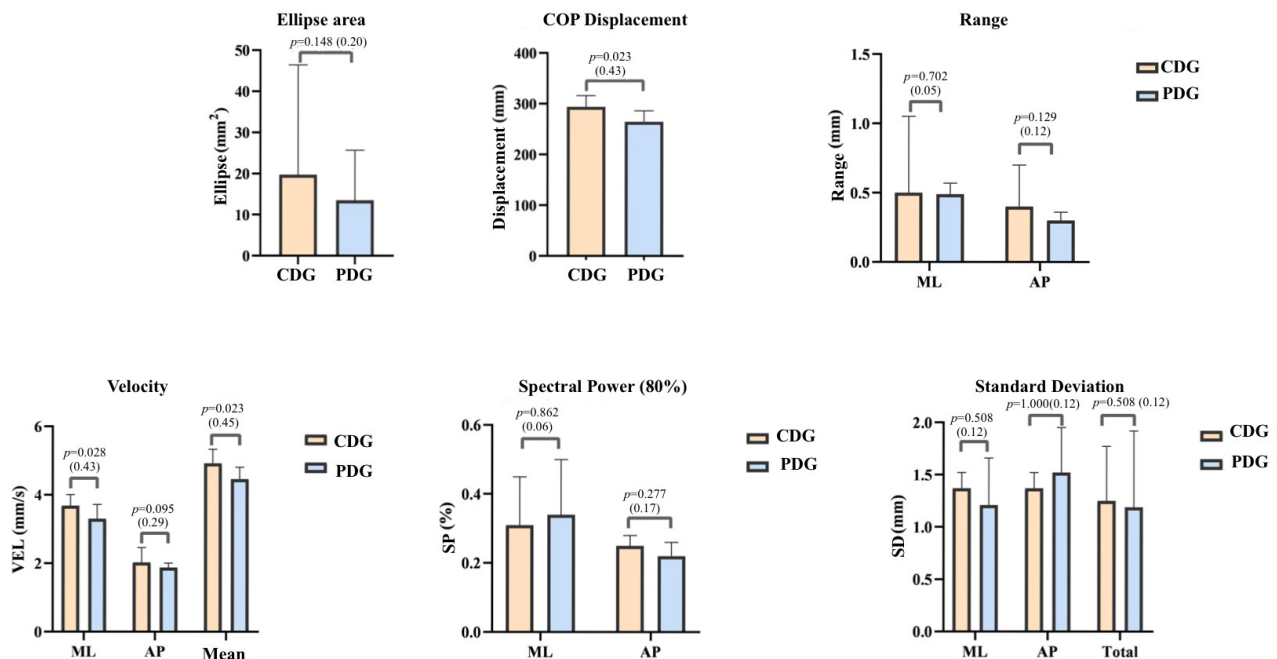 Ellipse area
p=0.148 (0.20)
50
40
30
20
10
0
Ellipse (mm²)
CDG PDG
COP Displacement
p=0.023
(0.43)
400
300
200
100
0
Displacement (mm)
CDG PDG
Range
p=0.702
(0.05)
p=0.129
(0.12)
1.5
1.0
0.5
0.0
Range (mm)
ML AP
CDG
PDG
Velocity
p=0.028
(0.43)
p=0.095
(0.29)
p=0.023
(0.45)
6
4
2
0
VEL (mm/s)
ML AP Mean
CDG
PDG
Spectral Power (80%)
p=0.862
(0.06)
p=0.277
(0.17)
0.6
0.4
0.2
0.0
SP (%)
ML AP
CDG
PDG
Standard Deviation
p=0.508
(0.12)
p=1.000(0.12)
p=0.508 (0.12)
2.0
1.5
1.0
0.5
0.0
SD (mm)
ML AP Total
CDG
PDG